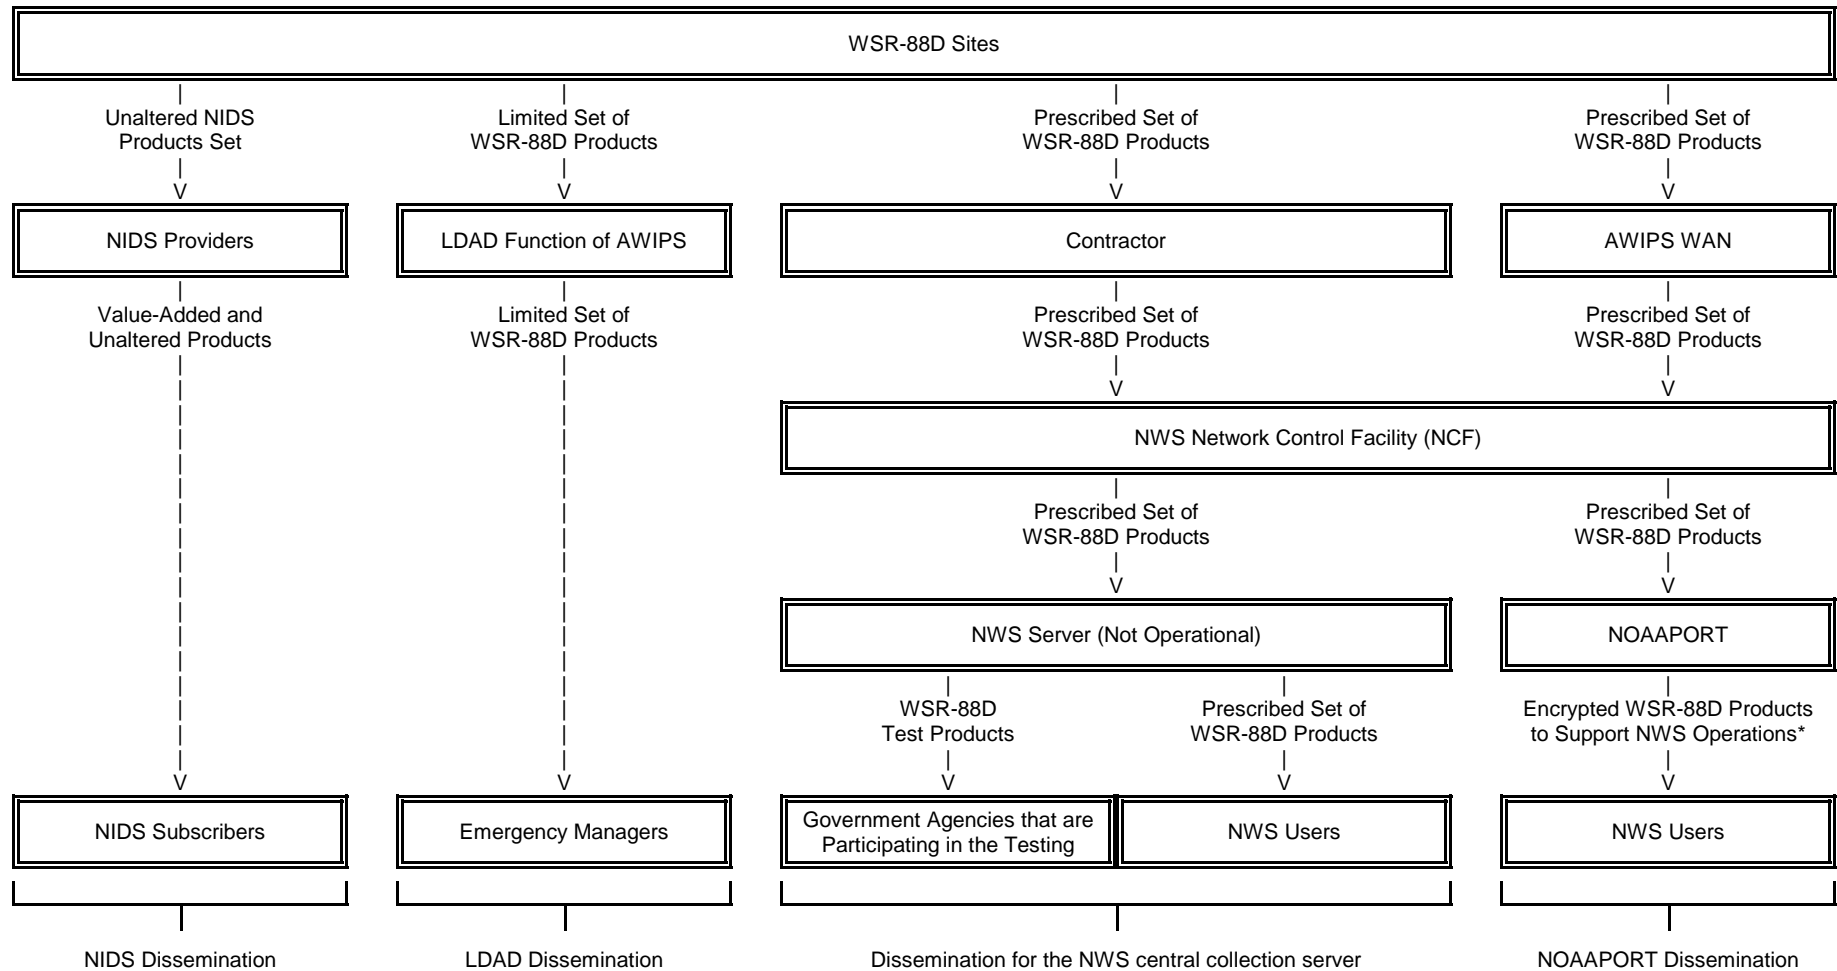 WSR-88D Sites
Unaltered NIDS
Products Set
Limited Set of
WSR-88D Products
Prescribed Set of
WSR-88D Products
Prescribed Set of
WSR-88D Products
NIDS Providers
LDAD Function of AWIPS
Contractor
AWIPS WAN
Value-Added and
Unaltered Products
Limited Set of
WSR-88D Products
Prescribed Set of
WSR-88D Products
Prescribed Set of
WSR-88D Products
NWS Network Control Facility (NCF)
Prescribed Set of
WSR-88D Products
Prescribed Set of
WSR-88D Products
NWS Server (Not Operational)
NOAAPORT
WSR-88D
Test Products
Prescribed Set of
WSR-88D Products
Encrypted WSR-88D Products
to Support NWS Operations*
NIDS Subscribers
Emergency Managers
Government Agencies that are
Participating in the Testing
NWS Users
NWS Users
NIDS Dissemination
LDAD Dissemination
Dissemination for the NWS central collection server
NOAAPORT Dissemination